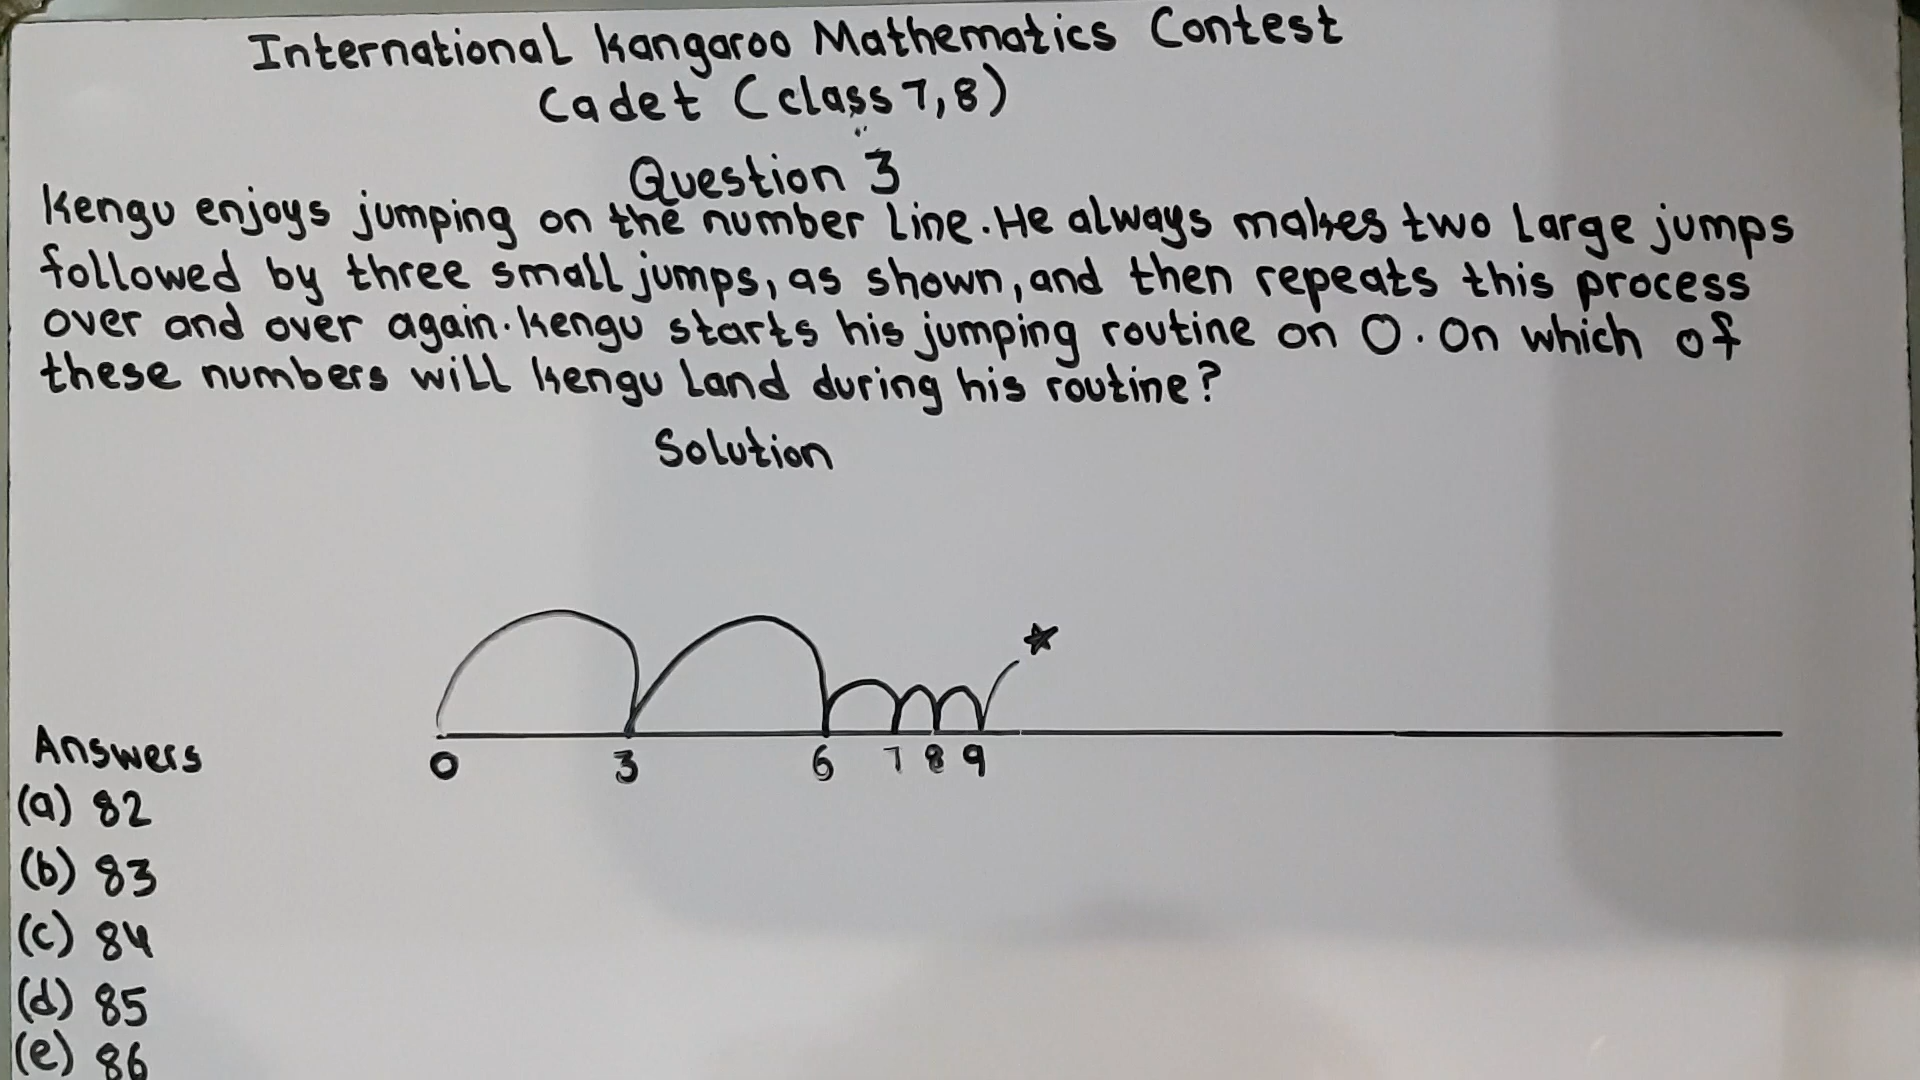 International Kangaroo Mathematics Contest
Cadet (class 7,8)
Question 3
Kengu enjoys jumping on the number line. He always makes two large jumps
followed by three small jumps, as shown, and then repeats this process
over and over again. Kengu starts his jumping routine on 0. On which of
these numbers will Kengu land during his routine?
Solution
0 3 6 7 8 9
Answers
(a) 82
(b) 83
(c) 84
(d) 85
(e) 86